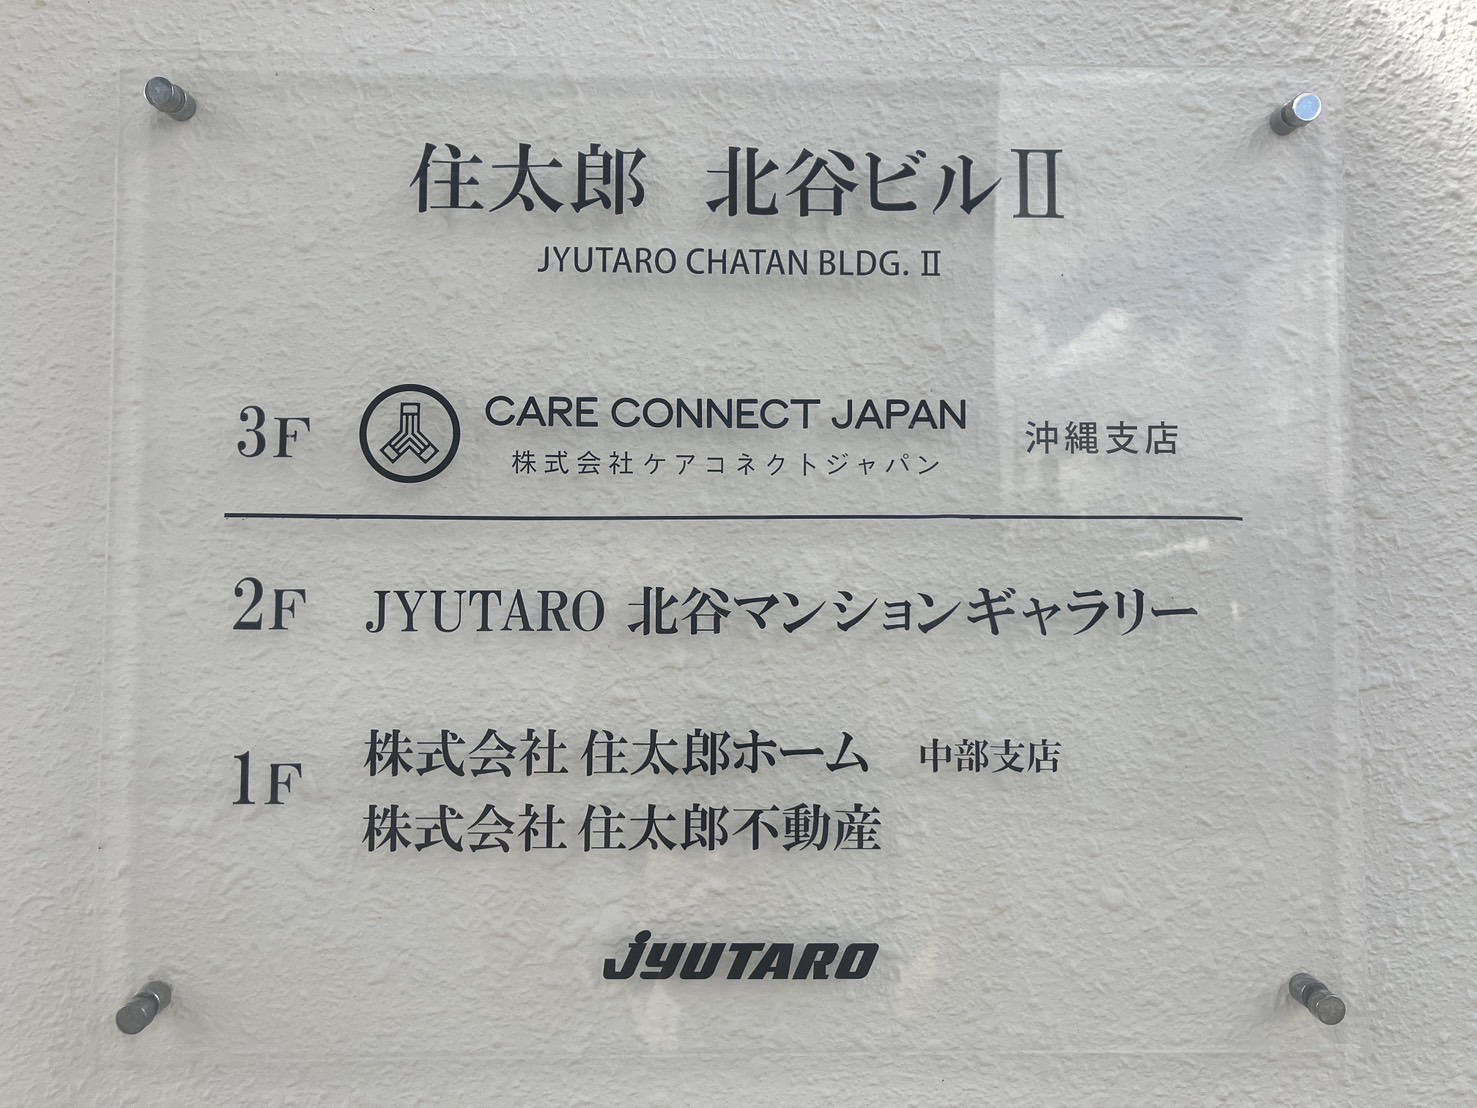 住太郎 北谷ビルⅡ
JYUTARO CHATAN BLDG. Ⅱ
3F CARE CONNECT JAPAN 沖縄支店
株式会社ケアコネクトジャパン
2F JYUTARO 北谷マンションギャラリー
1F 株式会社 住太郎ホーム 中部支店
株式会社 住太郎不動産
JYUTARO